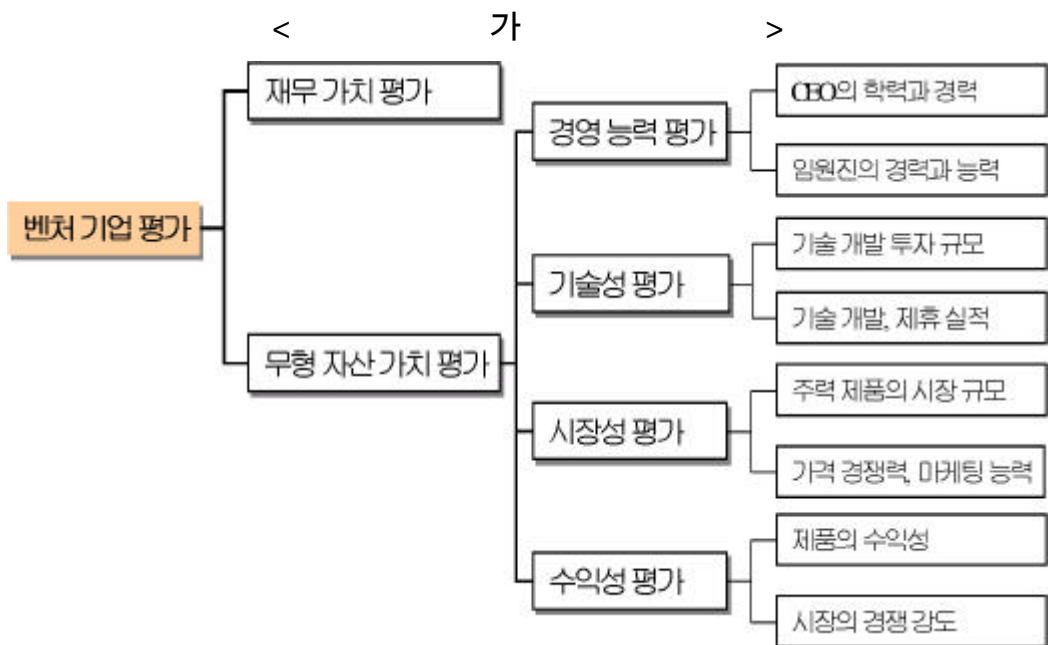 < 가 >
벤처 기업 평가
재무 가치 평가
무형 자산 가치 평가
경영 능력 평가
CEO의 학력과 경력
임원진의 경력과 능력
기술성 평가
기술 개발 투자 규모
기술 개발, 제휴 실적
시장성 평가
주력 제품의 시장 규모
가격 경쟁력, 마케팅 능력
수익성 평가
제품의 수익성
시장의 경쟁 강도